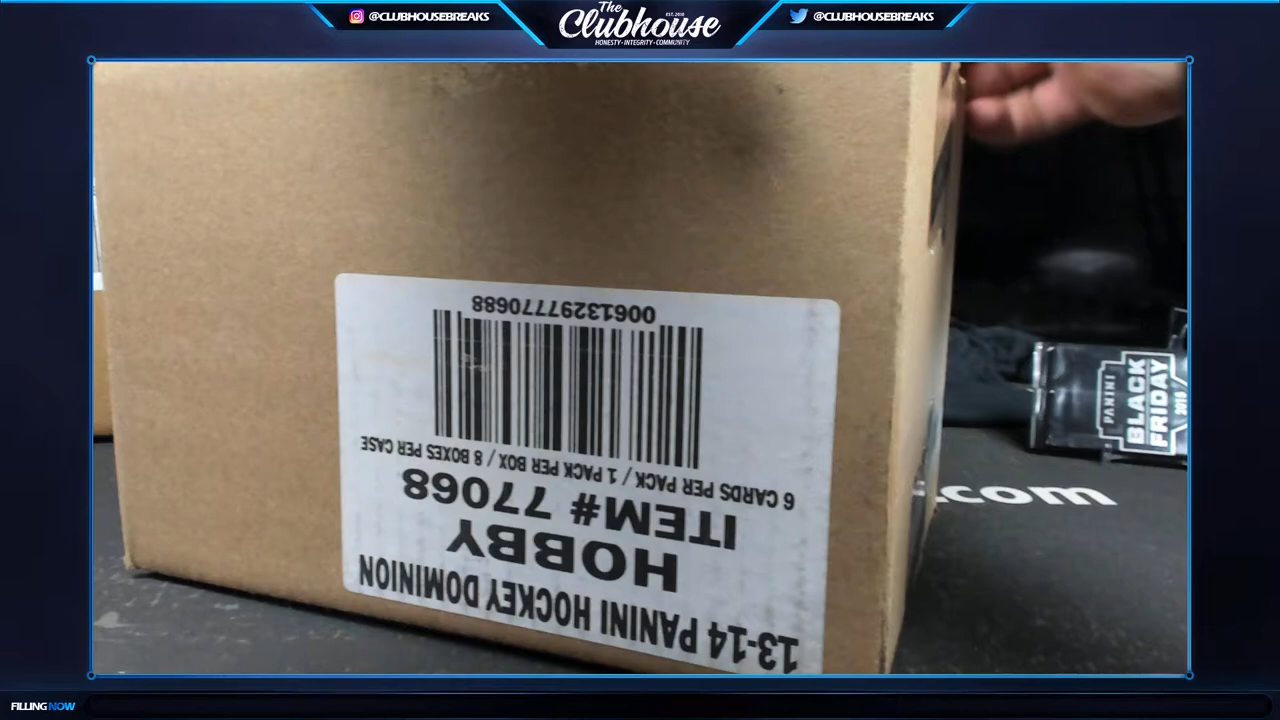 @CLUBHOUSEBREAKS
The
Clubhouse
EST. 2018
HONESTY • INTEGRITY • COMMUNITY
@CLUBHOUSEBREAKS
13-14 PANINI HOCKEY DOMINION
HOBBY
ITEM# 77068
6 CARDS PER PACK / 1 PACK PER BOX / 8 BOXES PER CASE
00613297770688
PANINI
BLACK
FRIDAY
.com
FILLING NOW